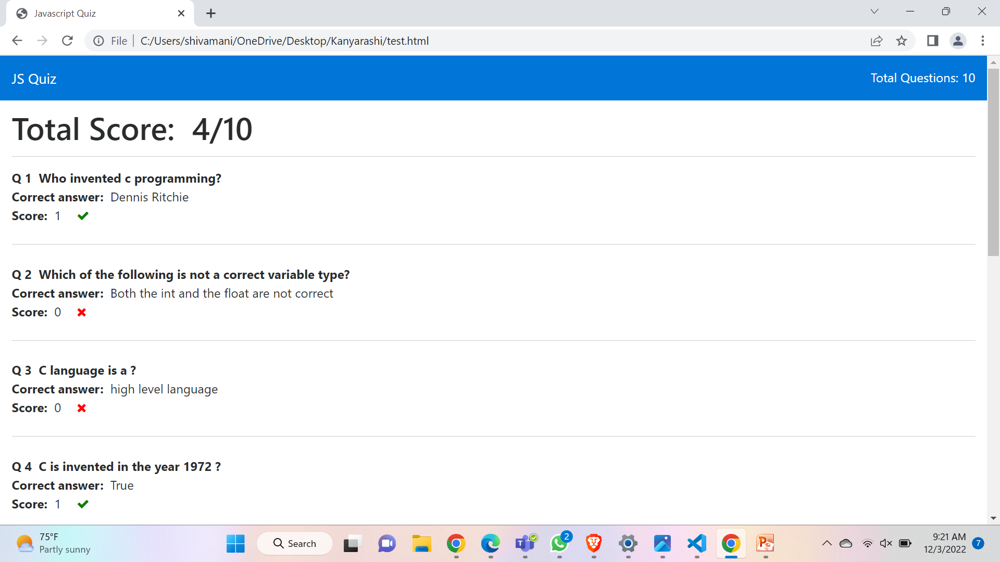 Javascript Quiz
File
C:/Users/shivamani/OneDrive/Desktop/Kanyarashi/test.html
JS Quiz
Total Questions: 10
Total Score: 4/10
Q 1 Who invented c programming?
Correct answer: Dennis Ritchie
Score: 1
Q 2 Which of the following is not a correct variable type?
Correct answer: Both the int and the float are not correct
Score: 0
Q 3 C language is a ?
Correct answer: high level language
Score: 0
Q 4 C is invented in the year 1972 ?
Correct answer: True
Score: 1
75°F
Partly sunny
Search
2
9:21 AM
12/3/2022
7